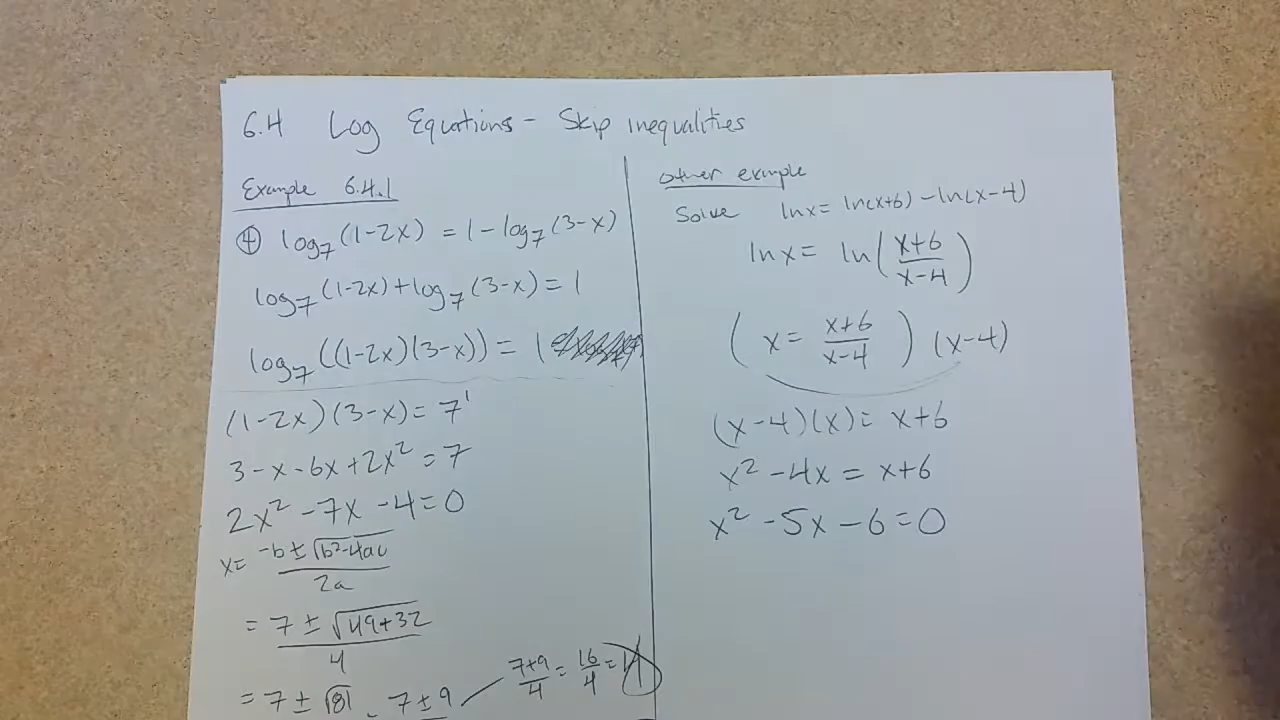 6.4 Log Equations - Skip inequalities
Example 6.4.1
④ log₇(1-2x) = 1 - log₇(3-x)
log₇(1-2x) + log₇(3-x) = 1
log₇((1-2x)(3-x)) = 1
(1-2x)(3-x) = 7¹
3 - x - 6x + 2x² = 7
2x² - 7x - 4 = 0
x = (-b ± √(b²-4ac))/2a
= (7 ± √(49+32))/4
= 7 ± √81 = 7 ± 9
(7+9)/4 = 16/4 = 4
Other example
Solve ln x = ln(x+6) - ln(x-4)
ln x = ln((x+6)/(x-4))
(x = (x+6)/(x-4)) (x-4)
(x-4)(x) = x+6
x² - 4x = x+6
x² - 5x - 6 = 0